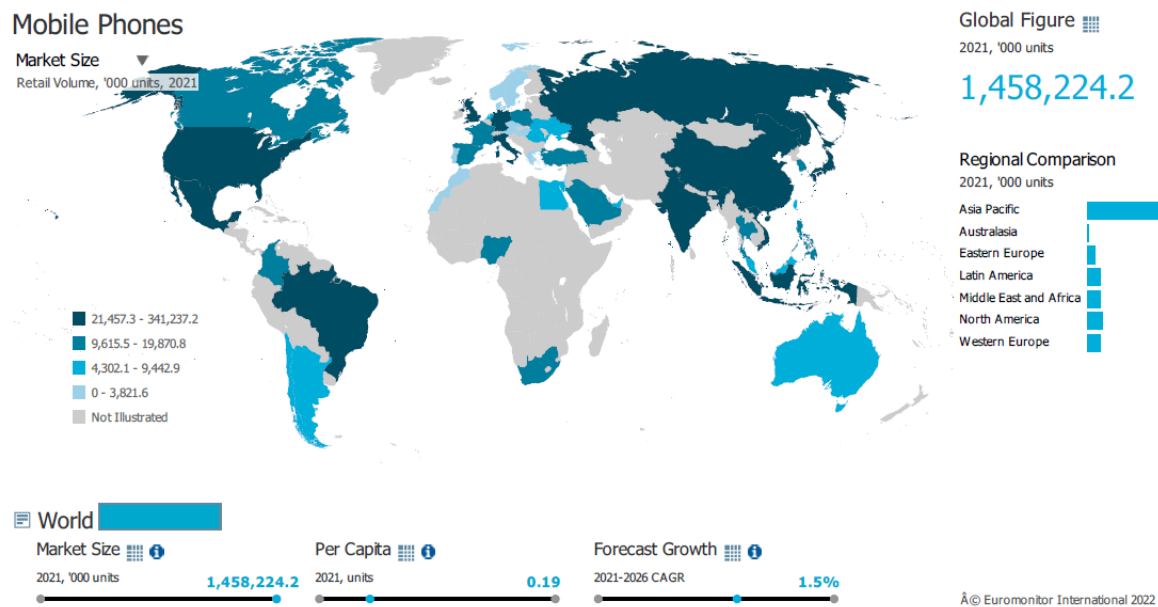 Mobile Phones
Market Size
Retail Volume, '000 units, 2021
21,457.3 - 341,237.2
9,615.5 - 19,870.8
4,302.1 - 9,442.9
0 - 3,821.6
Not Illustrated
Global Figure
2021, '000 units
1,458,224.2
Regional Comparison
2021, '000 units
Asia Pacific
Australasia
Eastern Europe
Latin America
Middle East and Africa
North America
Western Europe
World
Market Size
2021, '000 units
1,458,224.2
Per Capita
2021, units
0.19
Forecast Growth
2021-2026 CAGR
1.5%
Â© Euromonitor International 2022